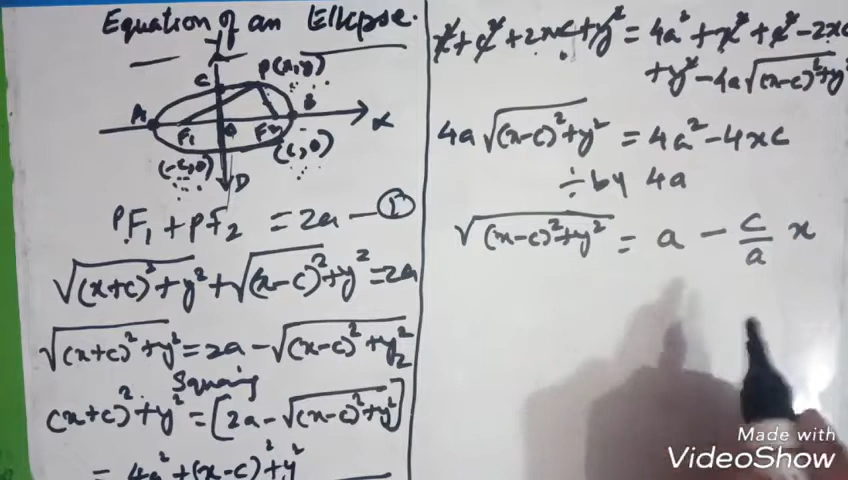 Equation of an Ellipse.
y
C P(x,y)
A B
F1 O F2 x
(-c,0) (c,0)
D
PF₁ + PF₂ = 2a — (I)
√((x+c)²+y²) + √((x-c)²+y²) = 2a
√((x+c)²+y²) = 2a - √((x-c)²+y²)
Squaring
(x+c)²+y² = [2a - √((x-c)²+y²)]²
= 4a²+(x-c)²+y²
x²+c²+2xc+y² = 4a²+x²+c²-2xc
+y²-4a√((x-c)²+y²
4a√((x-c)²+y²) = 4a²-4xc
÷ by 4a
√((x-c)²+y²) = a - c/a x
Made with
VideoShow